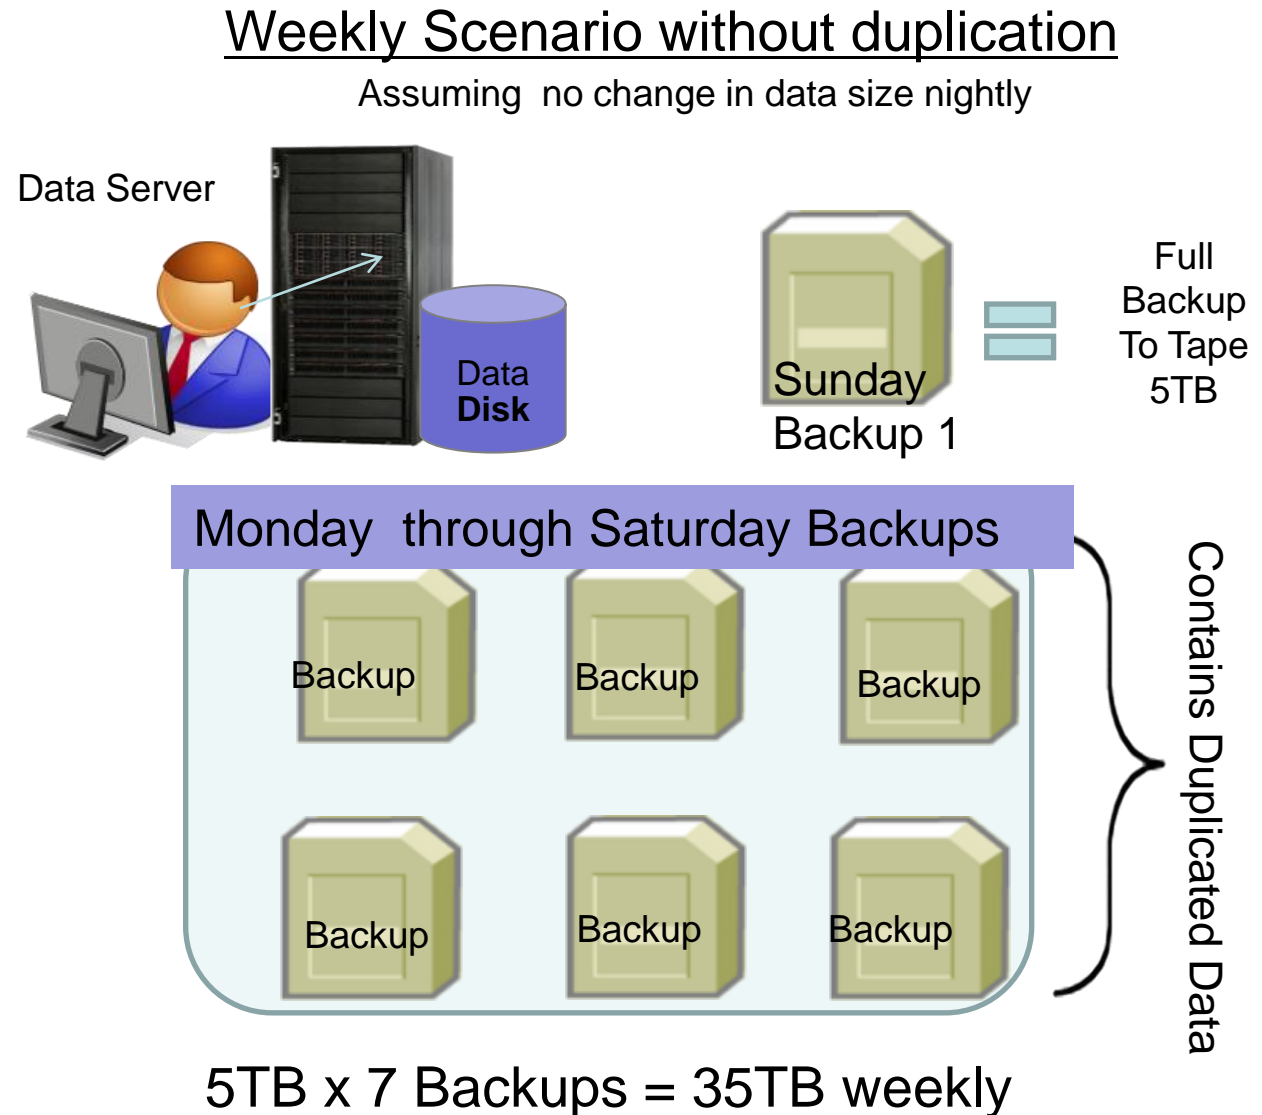 Weekly Scenario without duplication
Assuming no change in data size nightly
Data Server
Data
Disk
Sunday
Backup 1
Full
Backup
To Tape
5TB
Monday through Saturday Backups
Backup
Backup
Backup
Backup
Backup
Backup
Contains Duplicated Data
5TB x 7 Backups = 35TB weekly